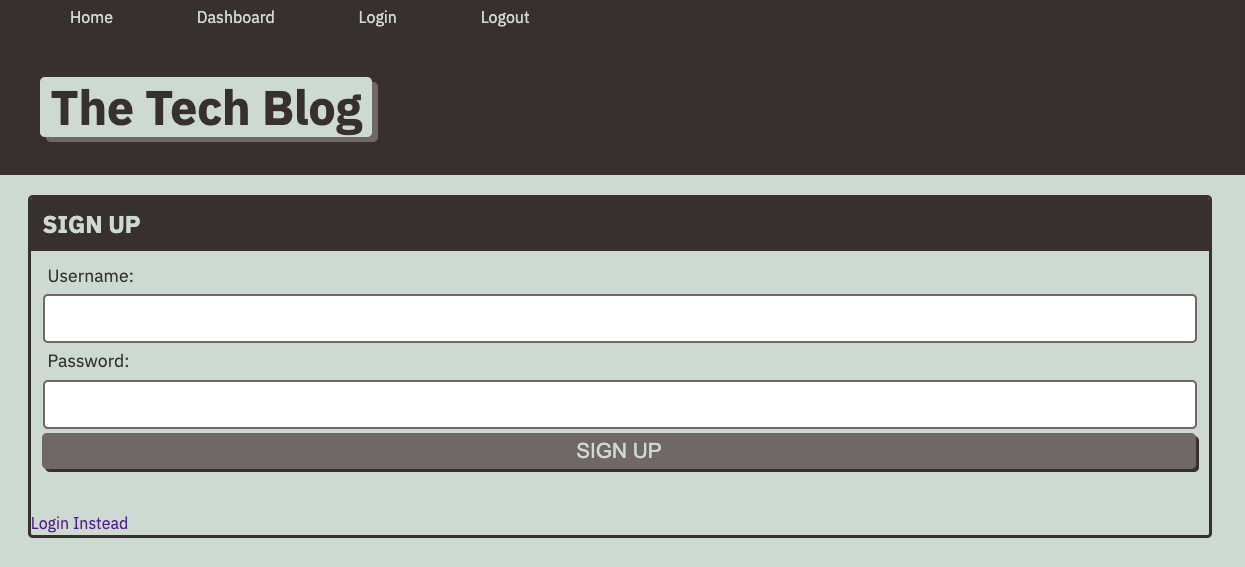 Home Dashboard Login Logout
The Tech Blog
SIGN UP
Username:
Password:
SIGN UP
Login Instead